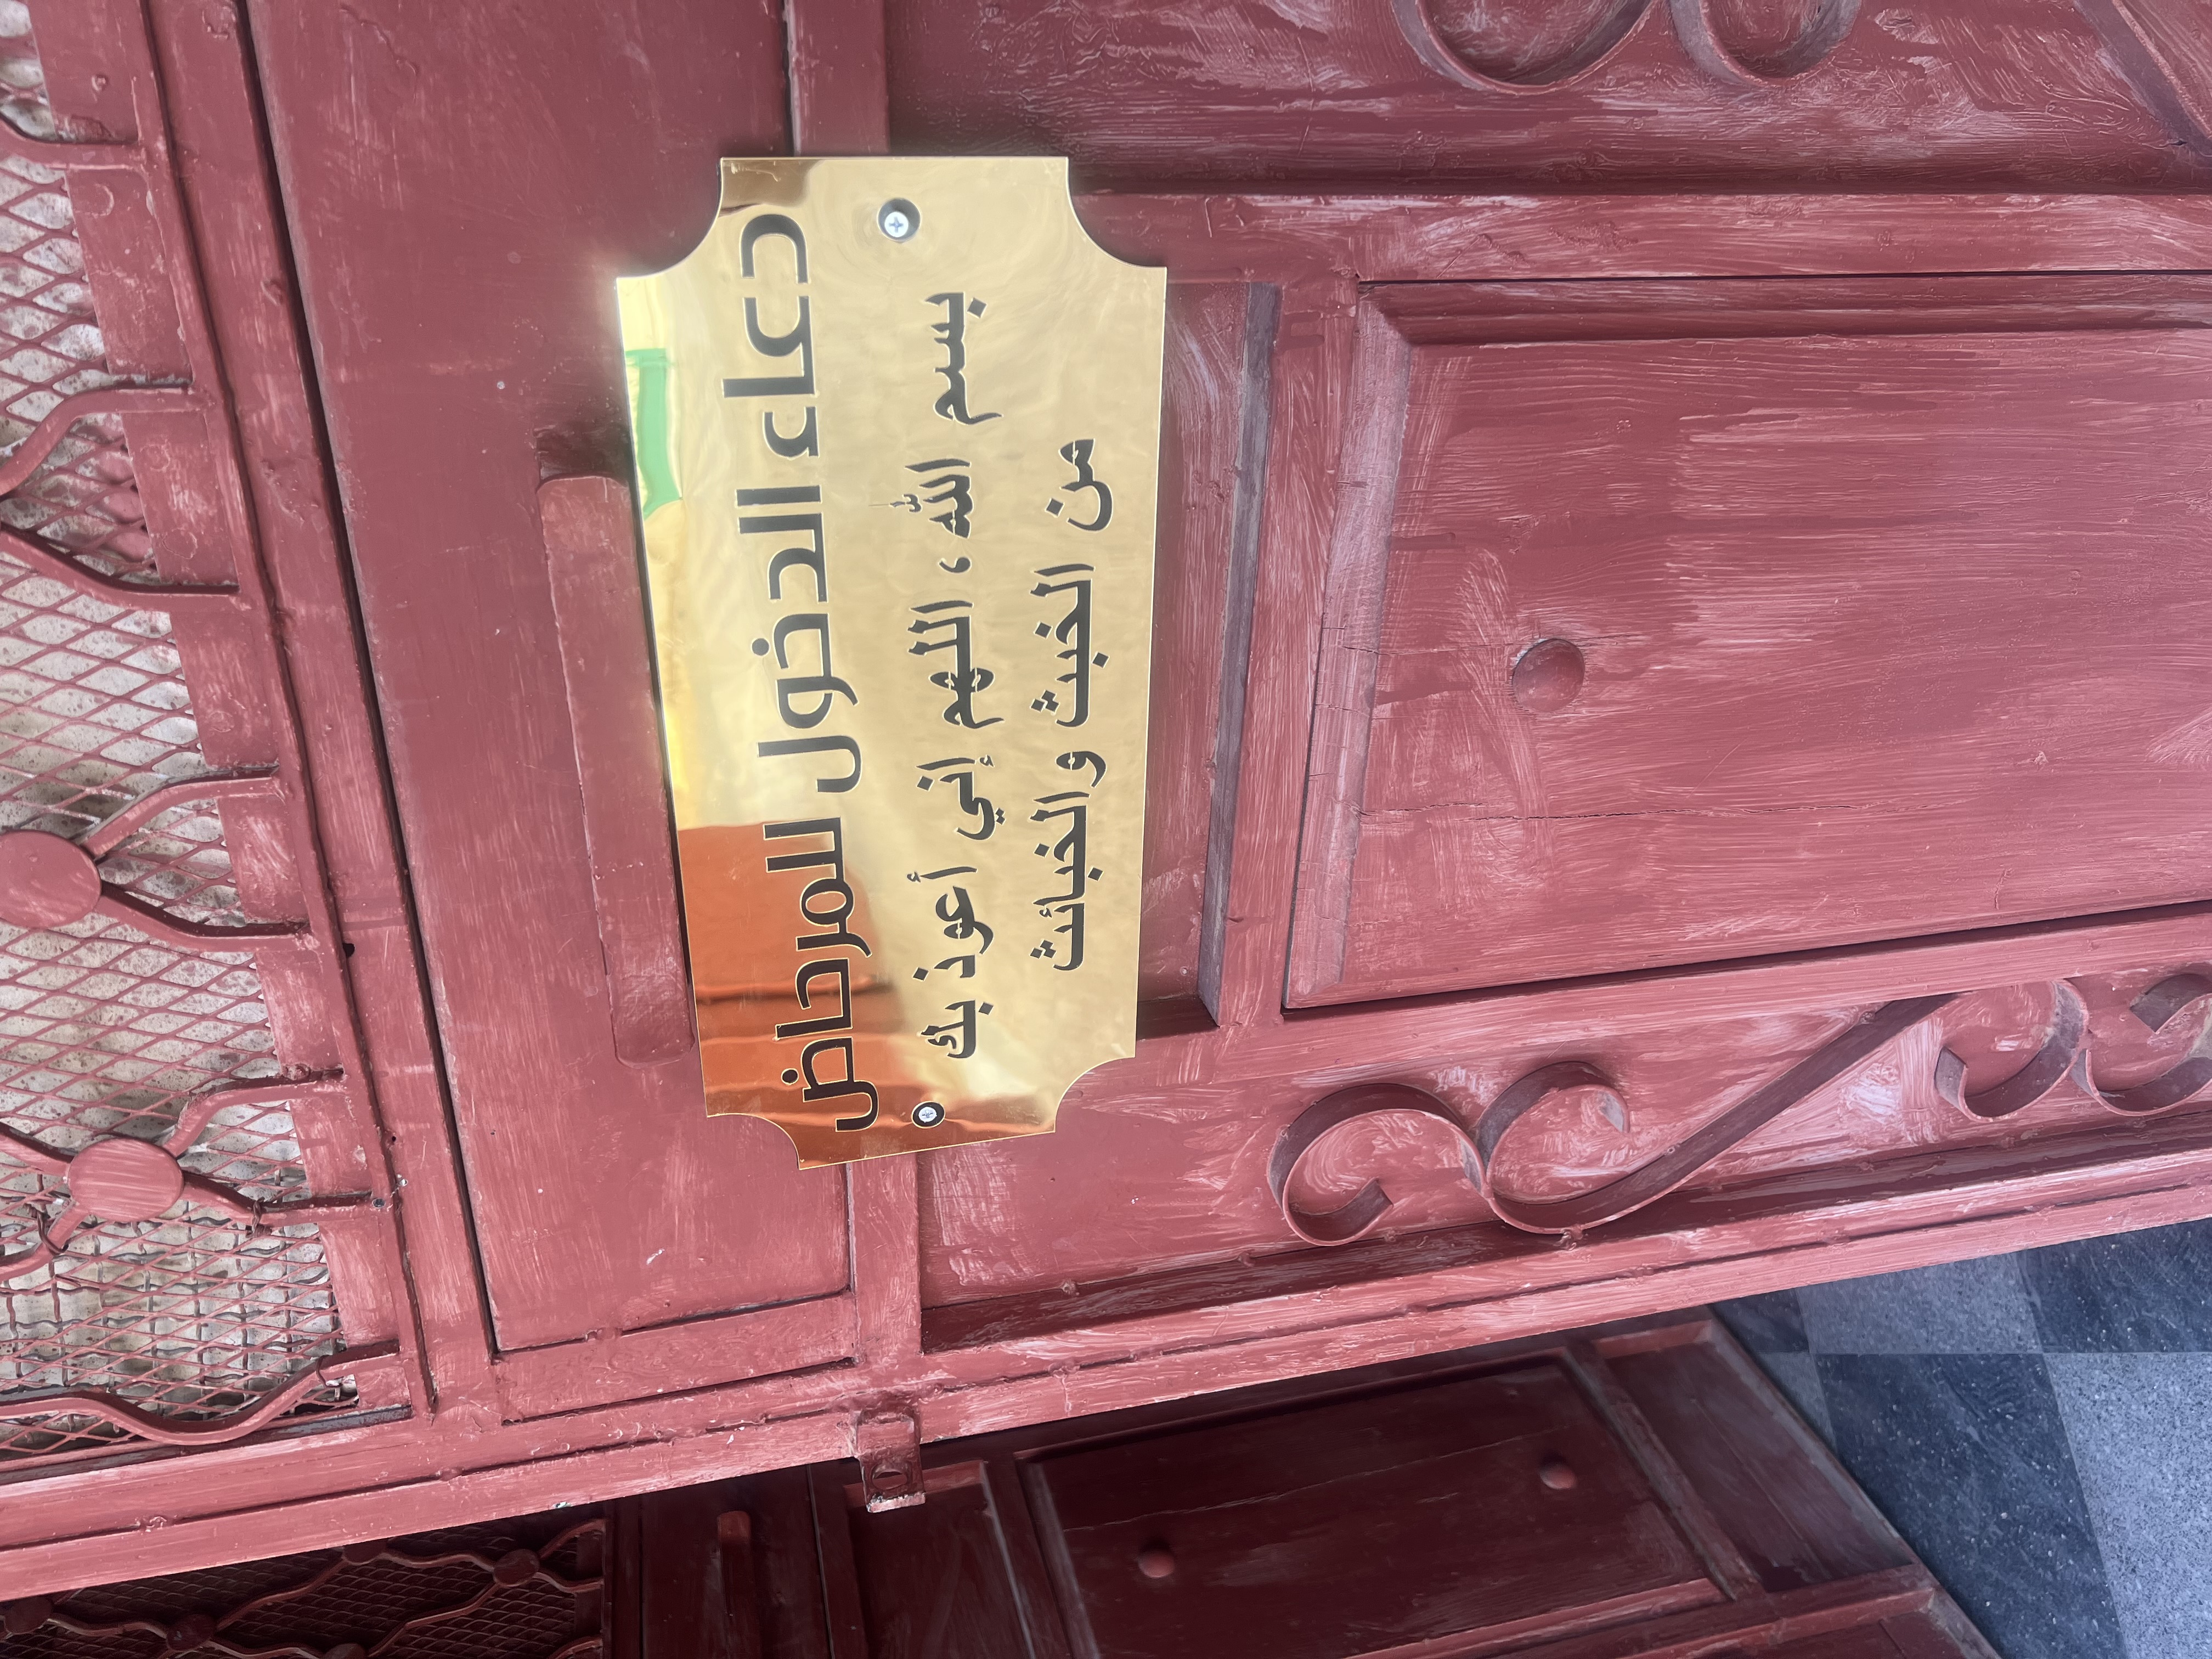 دعاء الدخول للمرحاض
بسم الله ، اللهم إني أعوذ بك
من الخبث والخبائث